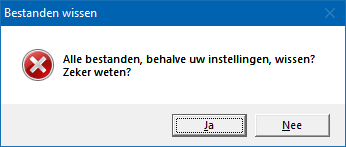 Bestanden wissen
Alle bestanden, behalve uw instellingen, wissen?
Zeker weten?
Ja
Nee